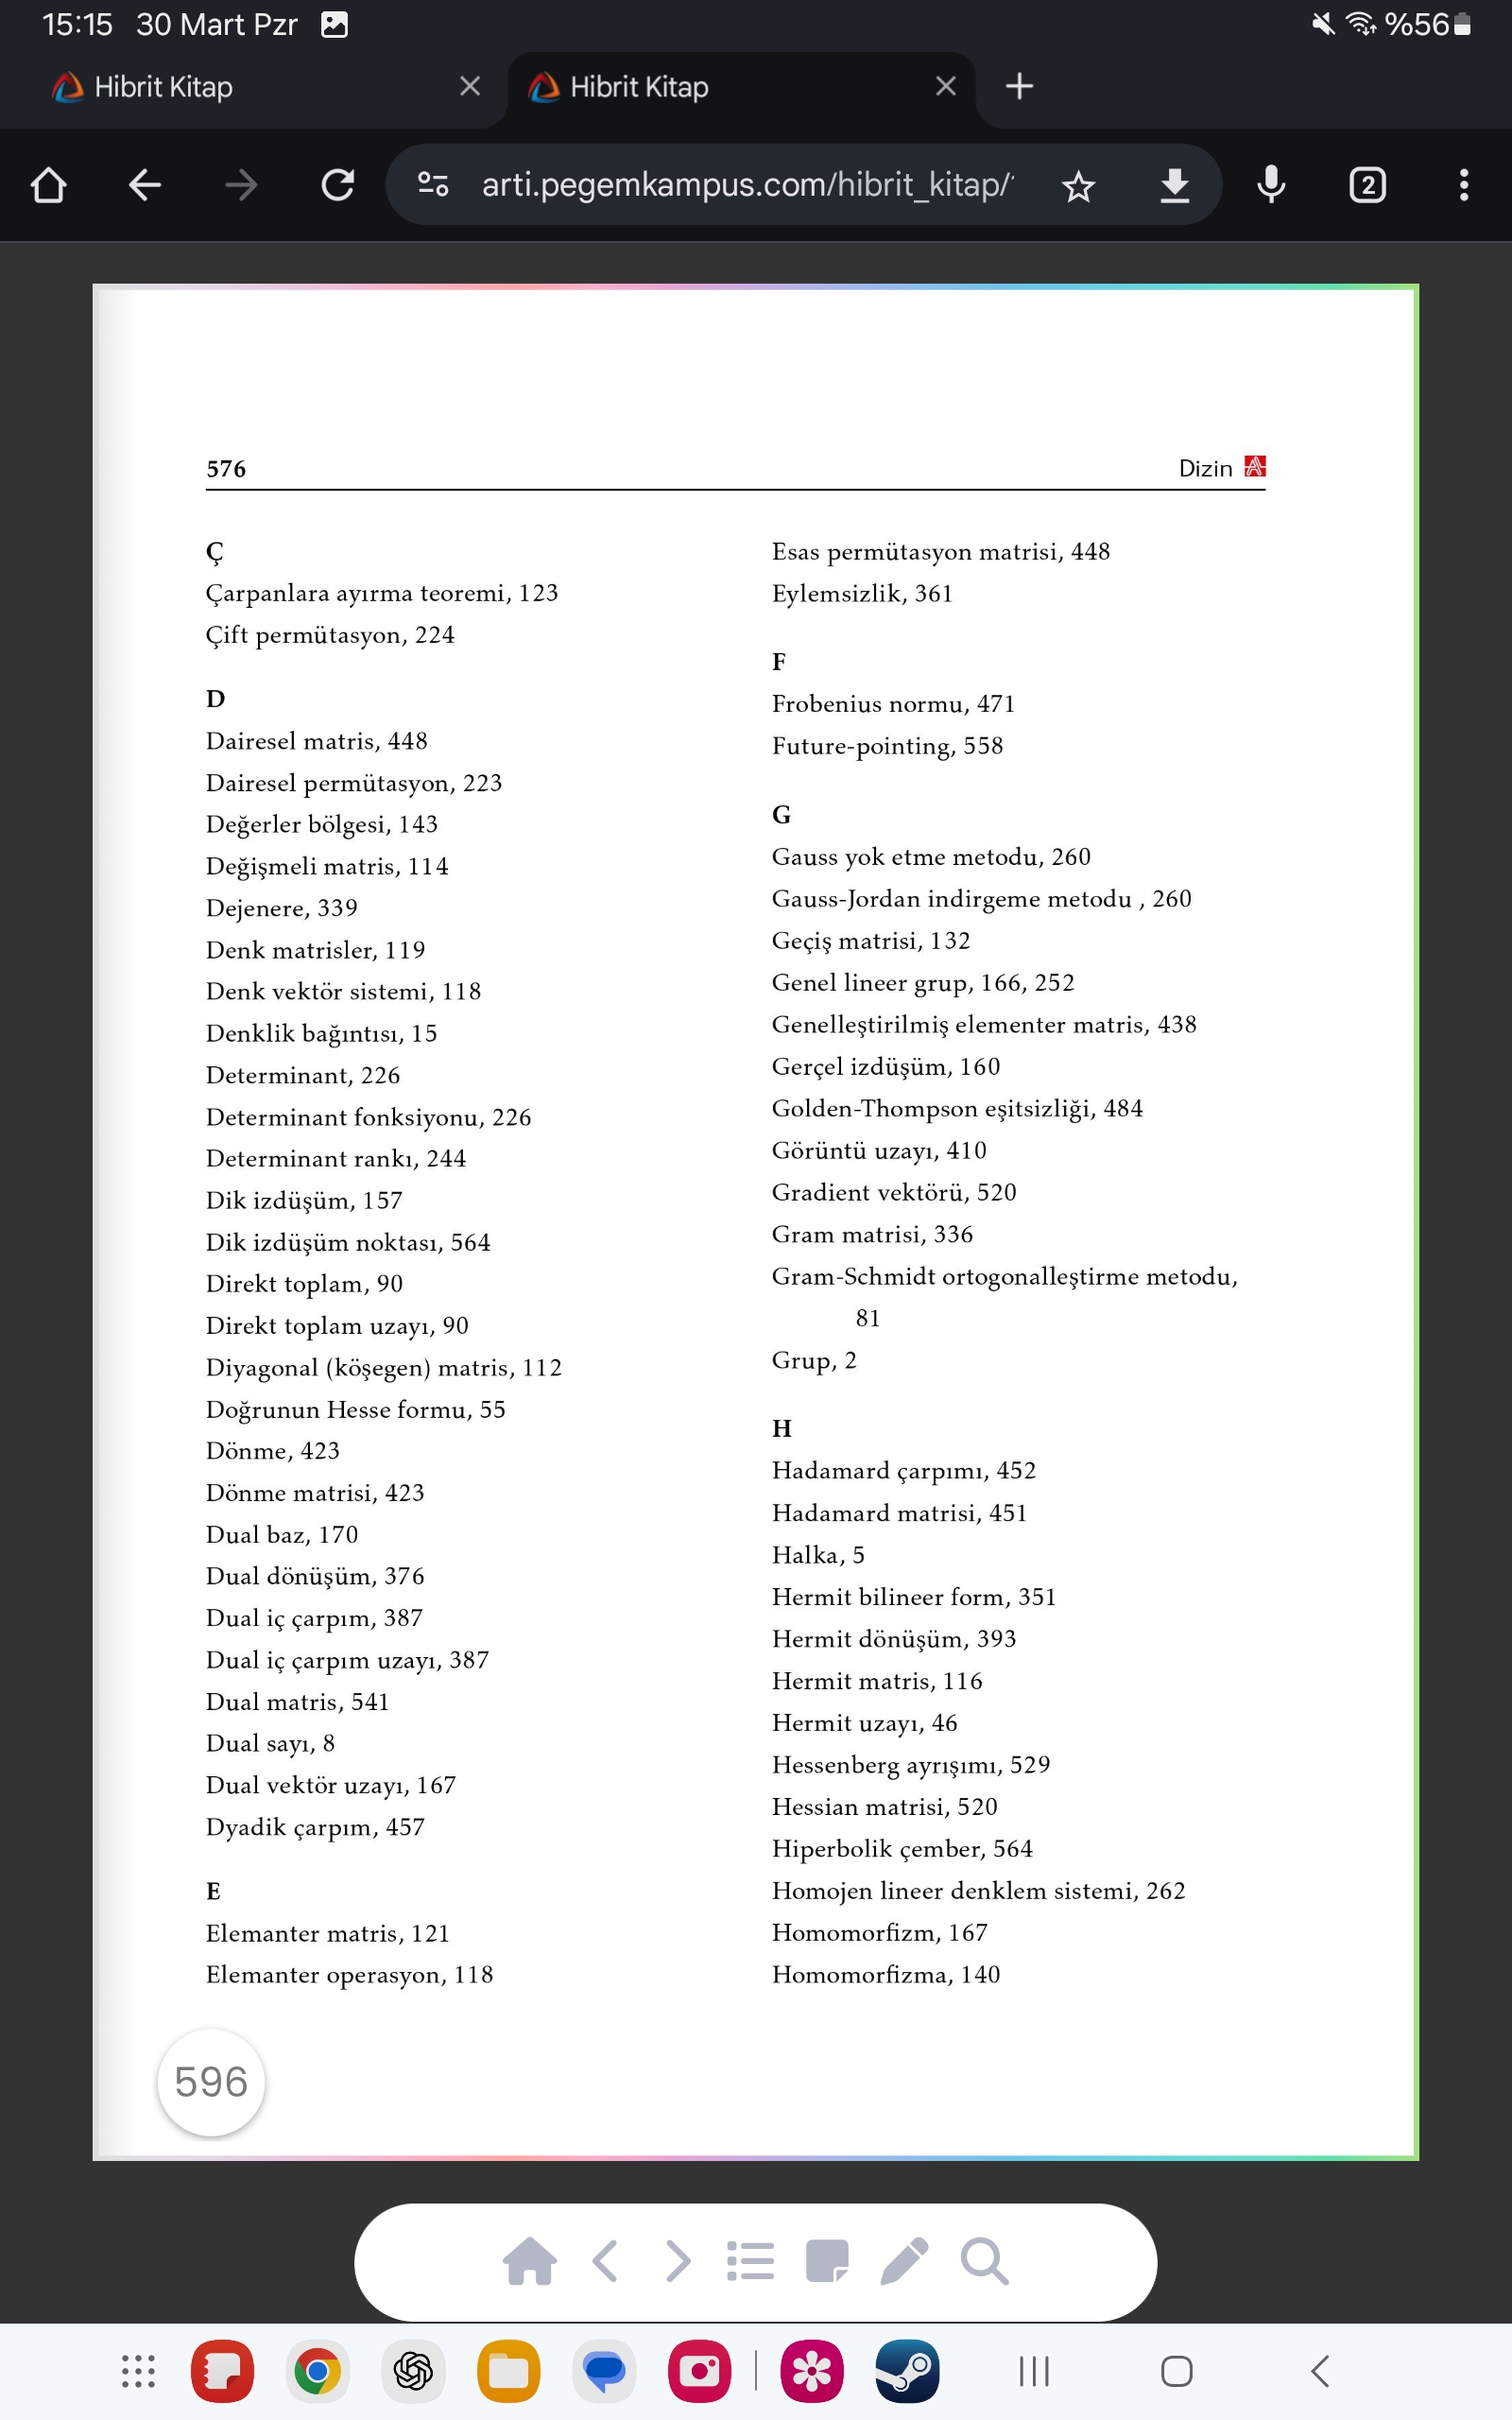 15:15 30 Mart Pzr
%56
Hibrit Kitap
Hibrit Kitap
arti.pegemkampus.com/hibrit_kitap/
2
576
Dizin
Ç
Çarpanlara ayırma teoremi, 123
Çift permütasyon, 224
D
Dairesel matris, 448
Dairesel permütasyon, 223
Değerler bölgesi, 143
Değişmeli matris, 114
Dejenere, 339
Denk matrisler, 119
Denk vektör sistemi, 118
Denklik bağıntısı, 15
Determinant, 226
Determinant fonksiyonu, 226
Determinant rankı, 244
Dik izdüşüm, 157
Dik izdüşüm noktası, 564
Direkt toplam, 90
Direkt toplam uzayı, 90
Diyagonal (köşegen) matris, 112
Doğrunun Hesse formu, 55
Dönme, 423
Dönme matrisi, 423
Dual baz, 170
Dual dönüşüm, 376
Dual iç çarpım, 387
Dual iç çarpım uzayı, 387
Dual matris, 541
Dual sayı, 8
Dual vektör uzayı, 167
Dyadik çarpım, 457
E
Elemanter matris, 121
Elemanter operasyon, 118
Esas permütasyon matrisi, 448
Eylemsizlik, 361
F
Frobenius normu, 471
Future-pointing, 558
G
Gauss yok etme metodu, 260
Gauss-Jordan indirgeme metodu , 260
Geçiş matrisi, 132
Genel lineer grup, 166, 252
Genelleştirilmiş elementer matris, 438
Gerçel izdüşüm, 160
Golden-Thompson eşitsizliği, 484
Görüntü uzayı, 410
Gradient vektörü, 520
Gram matrisi, 336
Gram-Schmidt ortogonalleştirme metodu,
81
Grup, 2
H
Hadamard çarpımı, 452
Hadamard matrisi, 451
Halka, 5
Hermit bilineer form, 351
Hermit dönüşüm, 393
Hermit matris, 116
Hermit uzayı, 46
Hessenberg ayrışımı, 529
Hessian matrisi, 520
Hiperbolik çember, 564
Homojen lineer denklem sistemi, 262
Homomorfizm, 167
Homomorfizma, 140
596